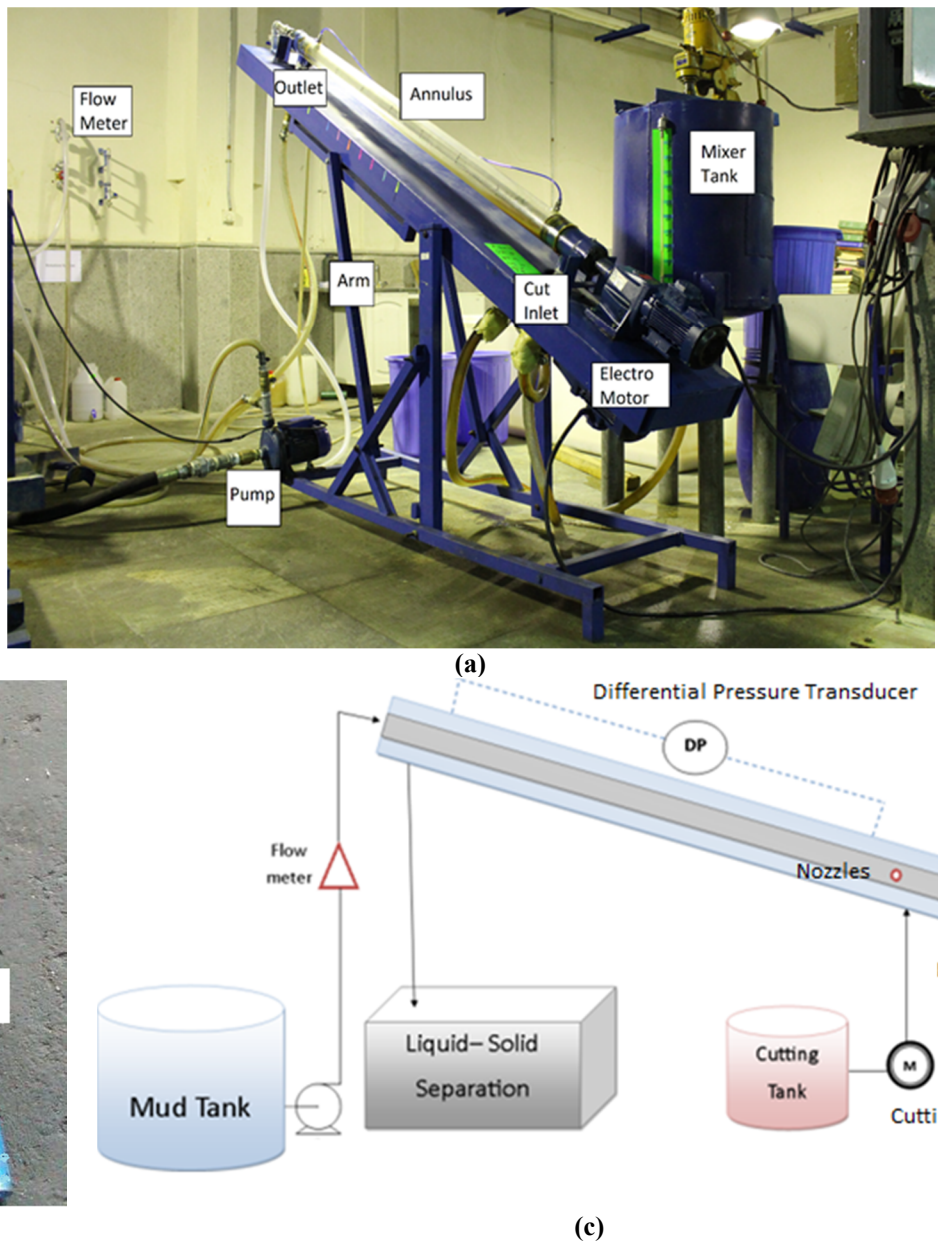 Flow
Meter
Outlet
Annulus
Mixer
Tank
Arm
Cut
Inlet
Electro
Motor
Pump
(a)
Differential Pressure Transducer
DP
Flow
meter
Nozzles
Mud Tank
Liquid– Solid
Separation
Cutting
Tank
M
Cutti
(c)